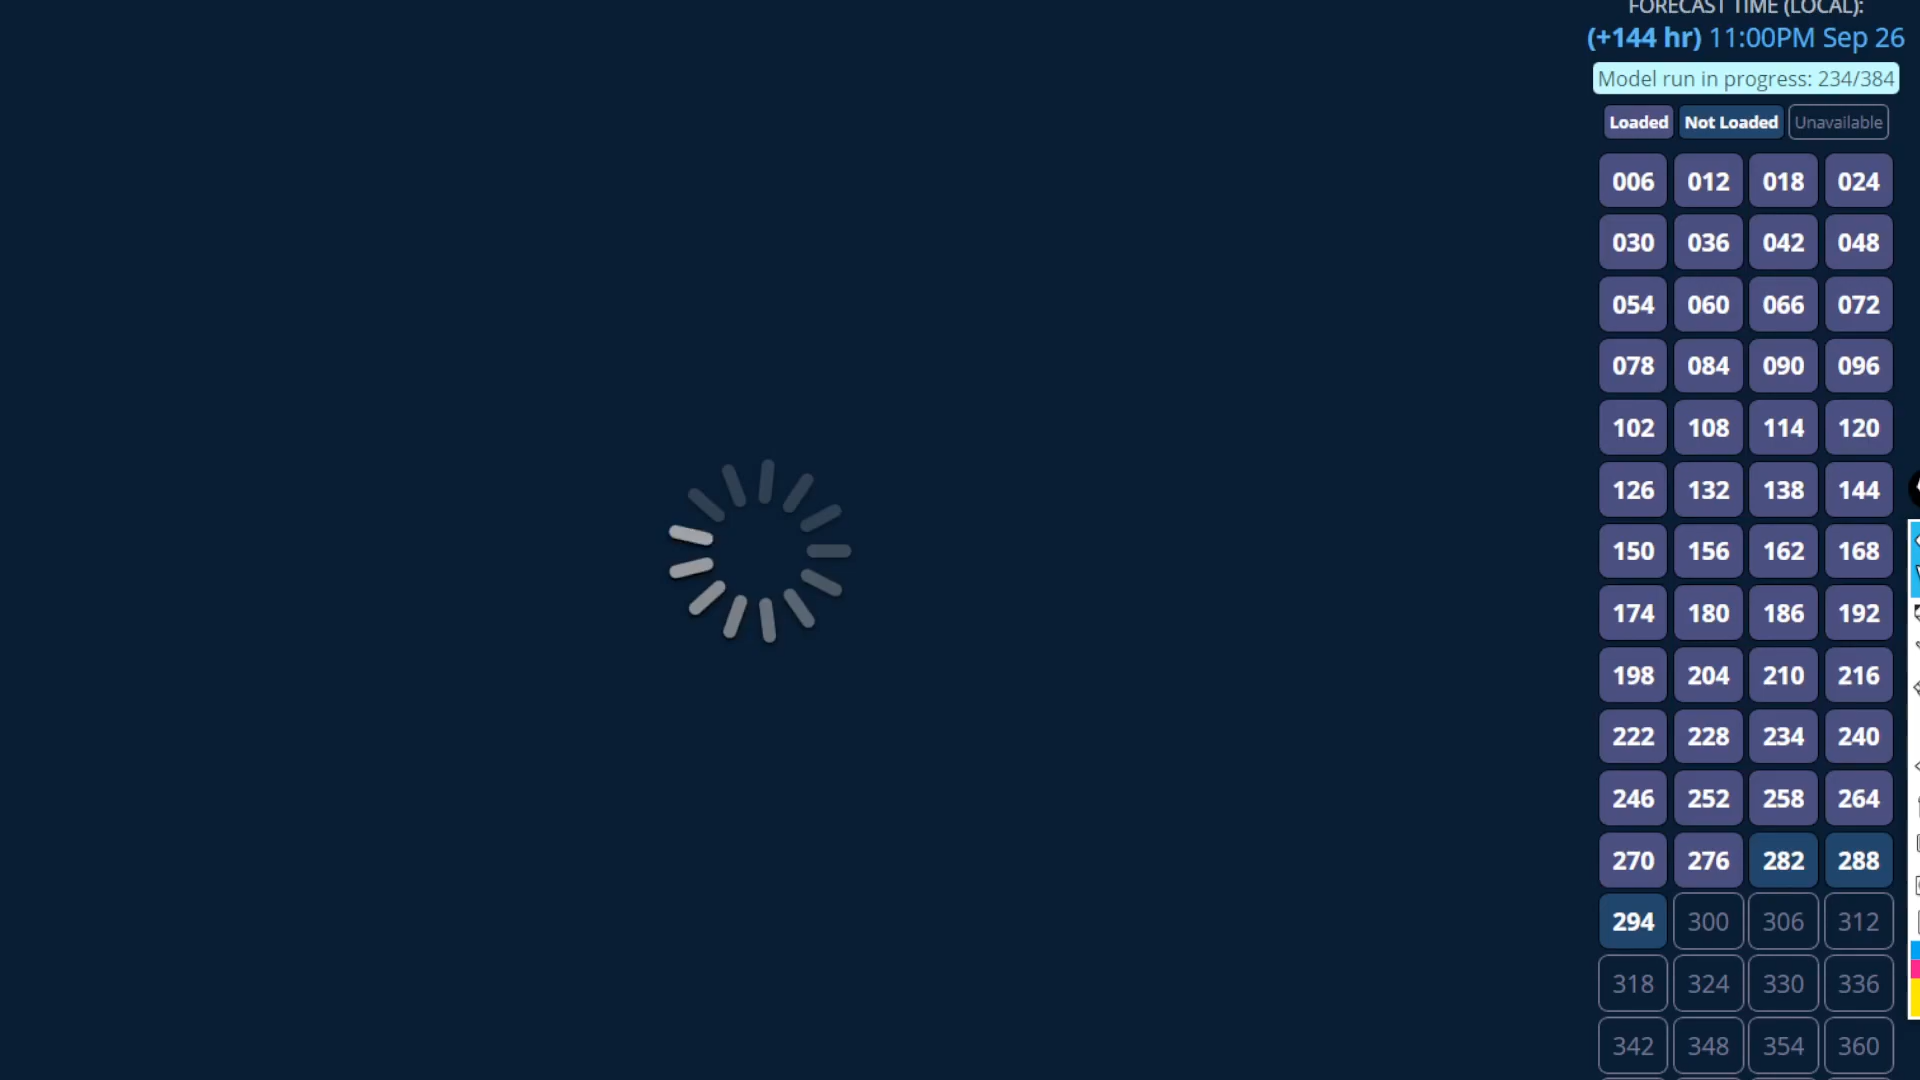 FORECAST TIME (LOCAL):
(+144 hr) 11:00PM Sep 26
Model run in progress: 234/384
Loaded Not Loaded Unavailable
006 012 018 024
030 036 042 048
054 060 066 072
078 084 090 096
102 108 114 120
126 132 138 144
150 156 162 168
174 180 186 192
198 204 210 216
222 228 234 240
246 252 258 264
270 276 282 288
294 300 306 312
318 324 330 336
342 348 354 360